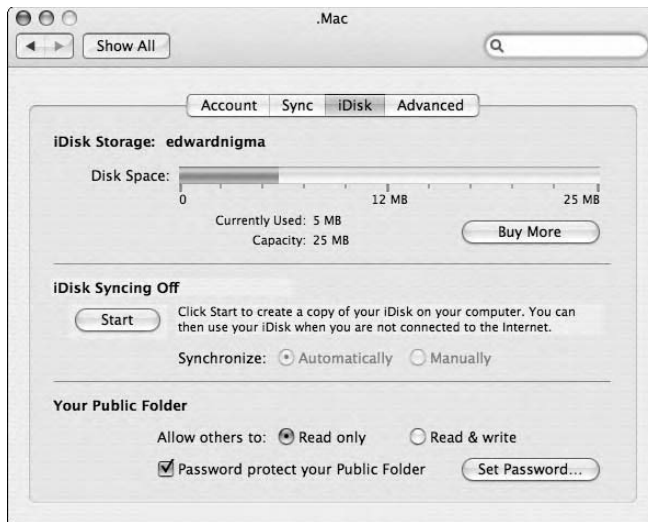 .Mac
Show All
Account Sync iDisk Advanced
iDisk Storage: edwardnigma
Disk Space:
0 12 MB 25 MB
Currently Used: 5 MB
Capacity: 25 MB
Buy More
iDisk Syncing Off
Start
Click Start to create a copy of your iDisk on your computer. You can
then use your iDisk when you are not connected to the Internet.
Synchronize: Automatically Manually
Your Public Folder
Allow others to: Read only Read & write
Password protect your Public Folder Set Password...